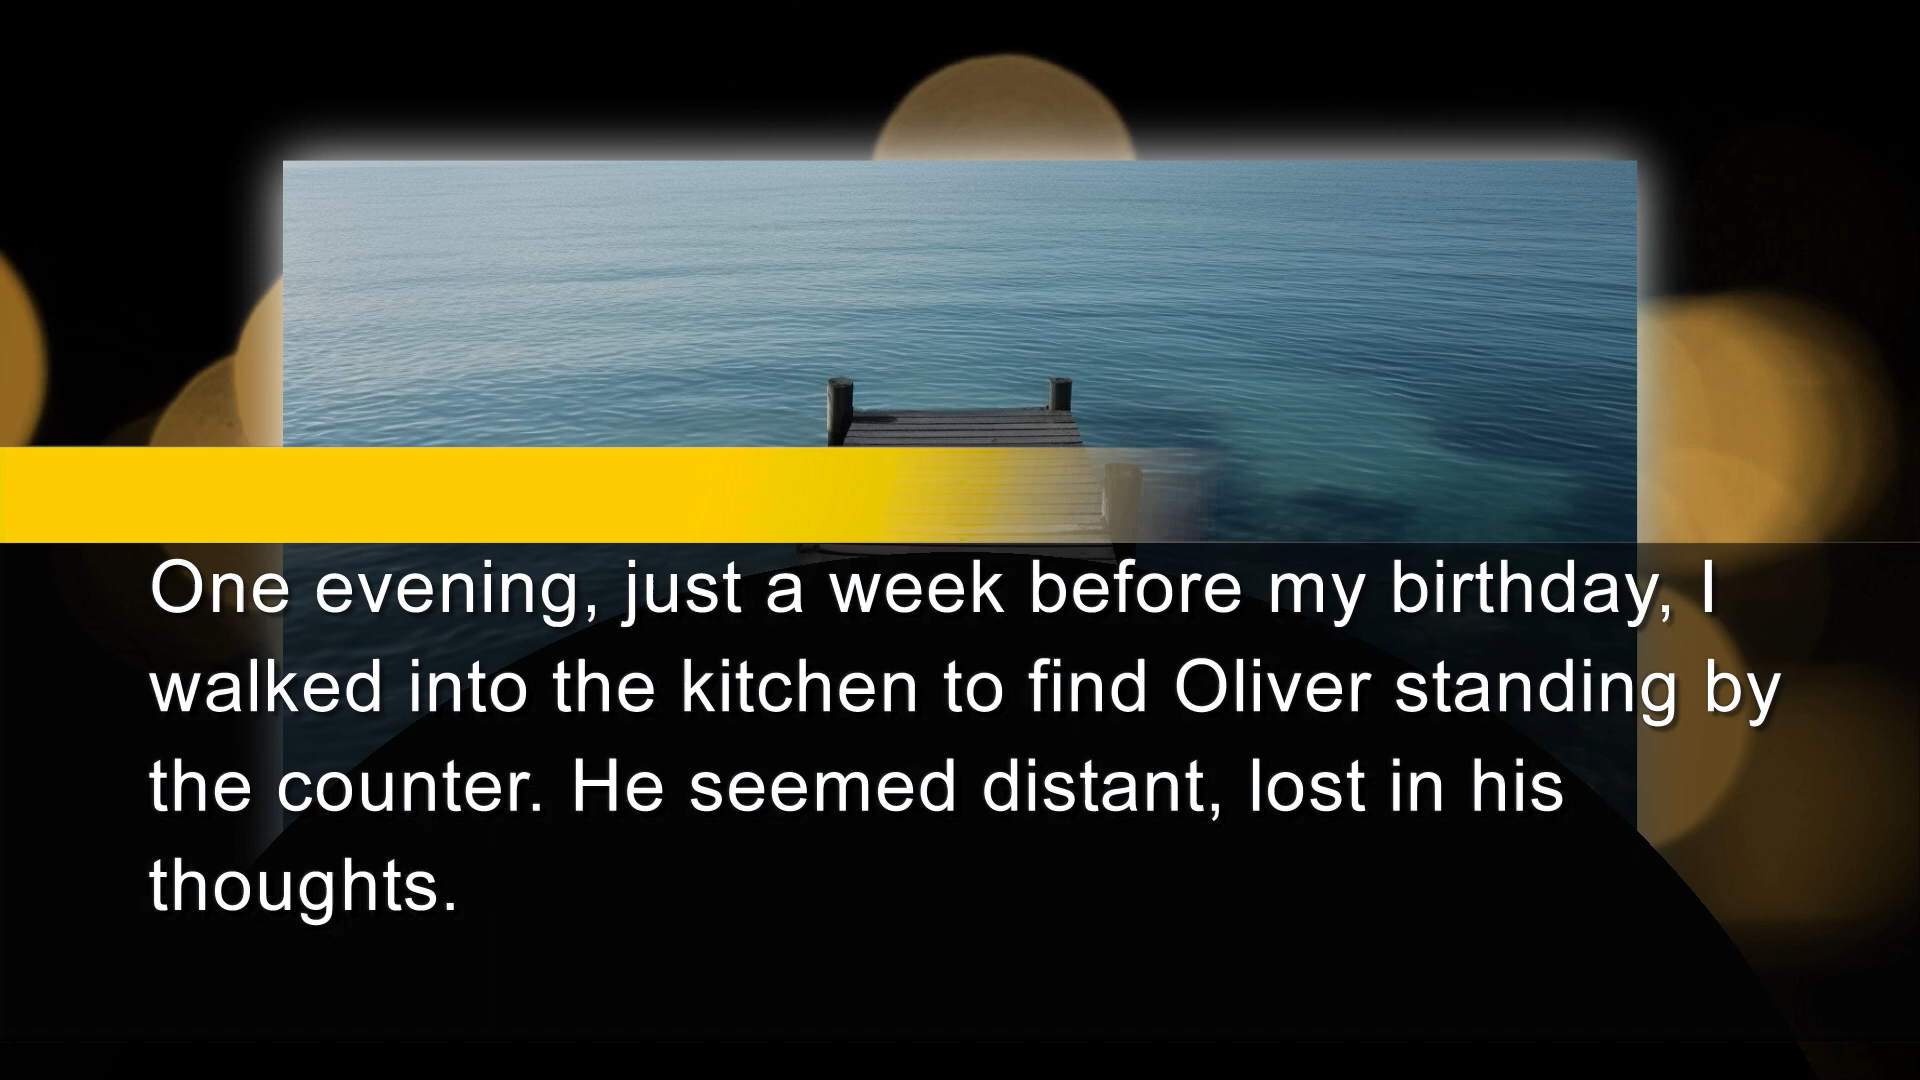 One evening, just a week before my birthday, I
walked into the kitchen to find Oliver standing by
the counter. He seemed distant, lost in his
thoughts.